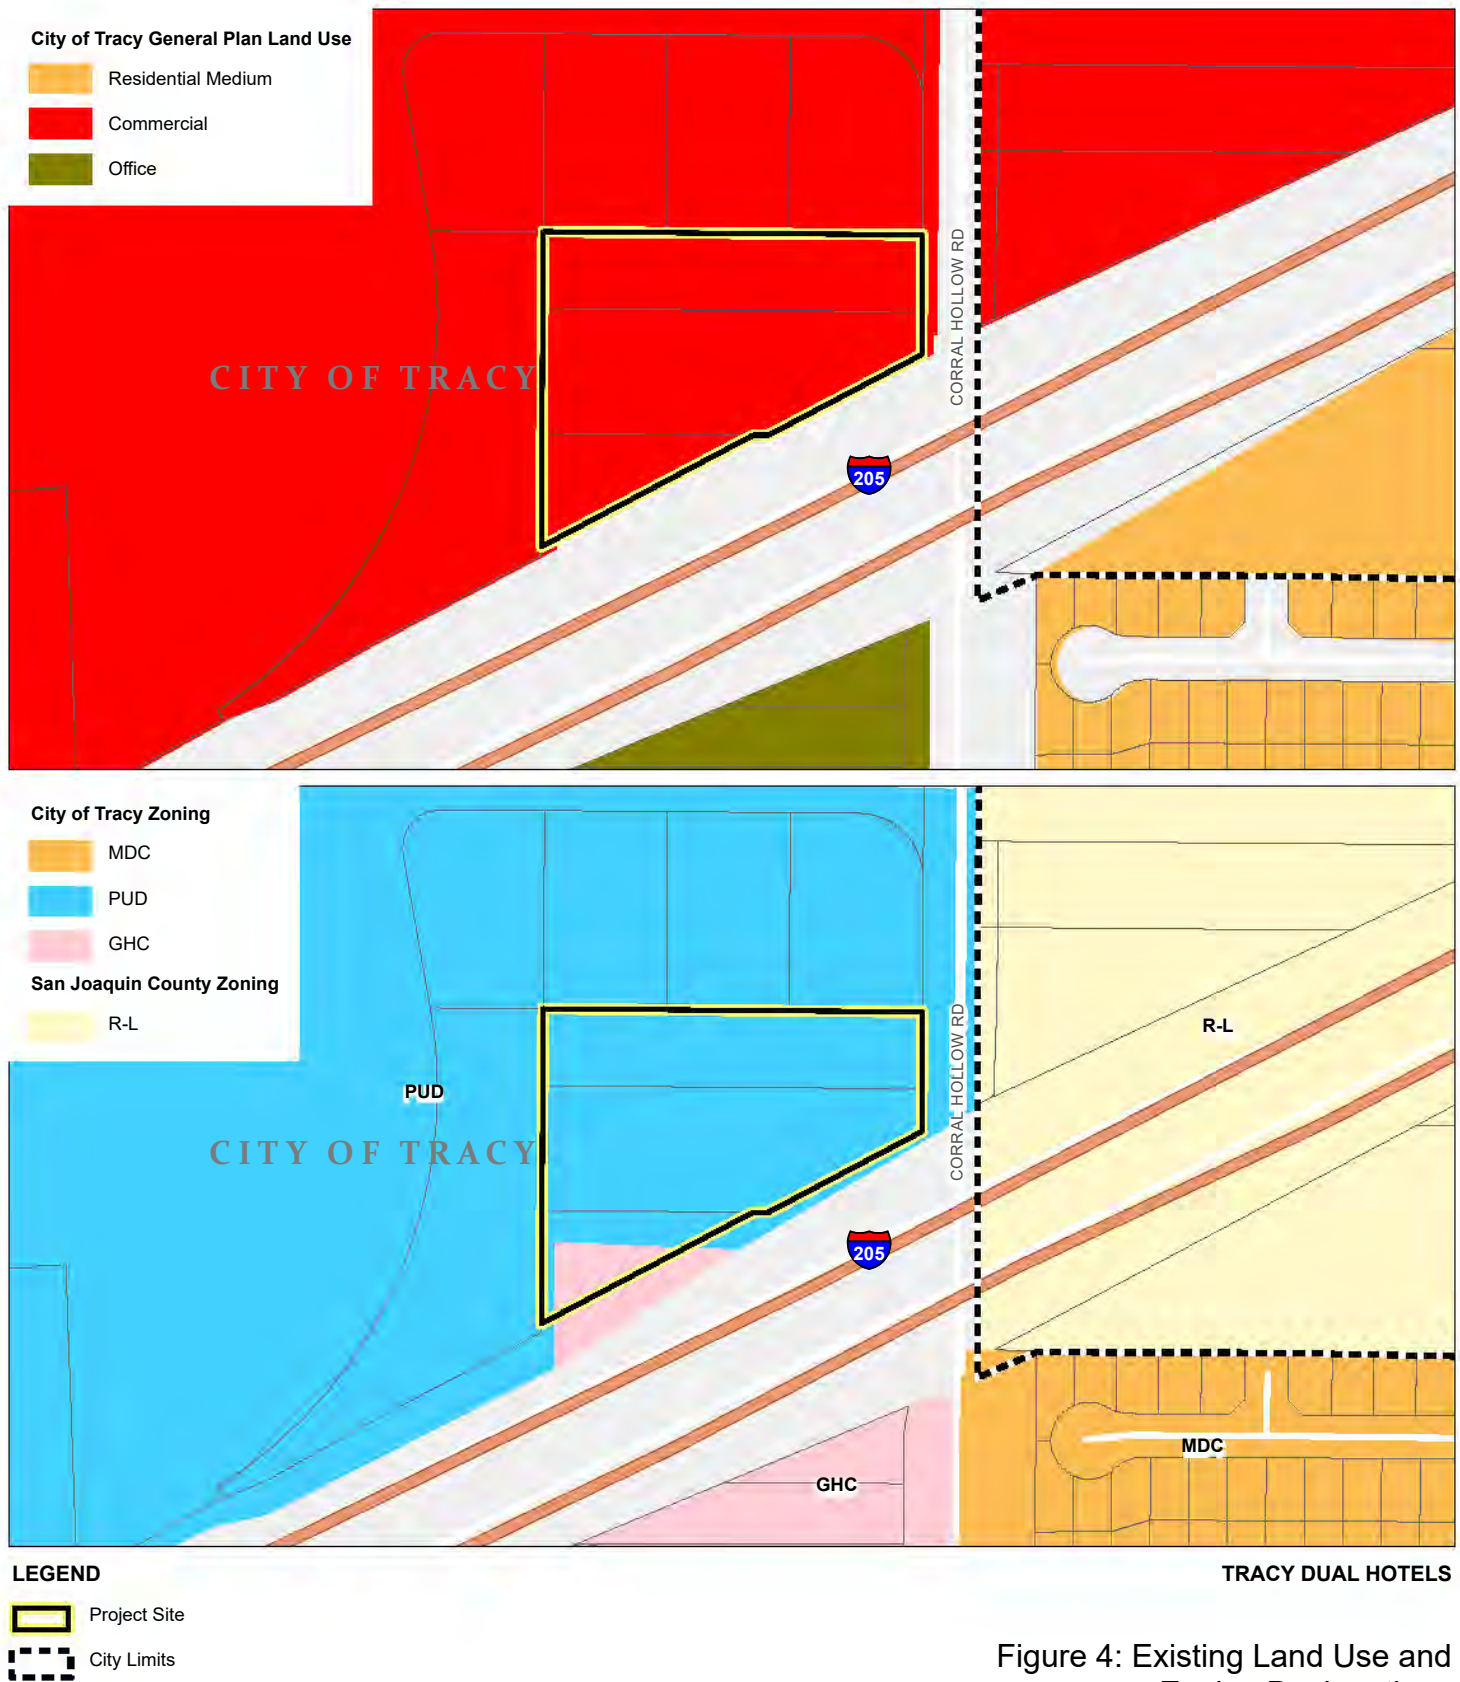 City of Tracy General Plan Land Use
Residential Medium
Commercial
Office
CITY OF TRACY
CORRAL HOLLOW RD
205
City of Tracy Zoning
MDC
PUD
GHC
San Joaquin County Zoning
R-L
R-L
PUD
CITY OF TRACY
CORRAL HOLLOW RD
205
MDC
GHC
LEGEND
TRACY DUAL HOTELS
Project Site
City Limits
Figure 4: Existing Land Use and